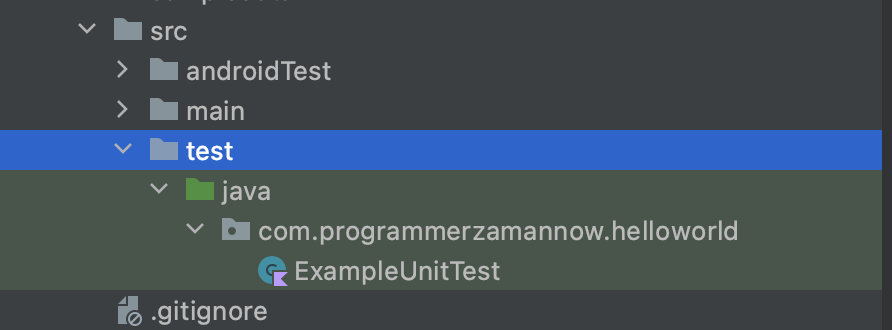 src
androidTest
main
test
java
com.programmerzamannow.helloworld
ExampleUnitTest
.gitignore